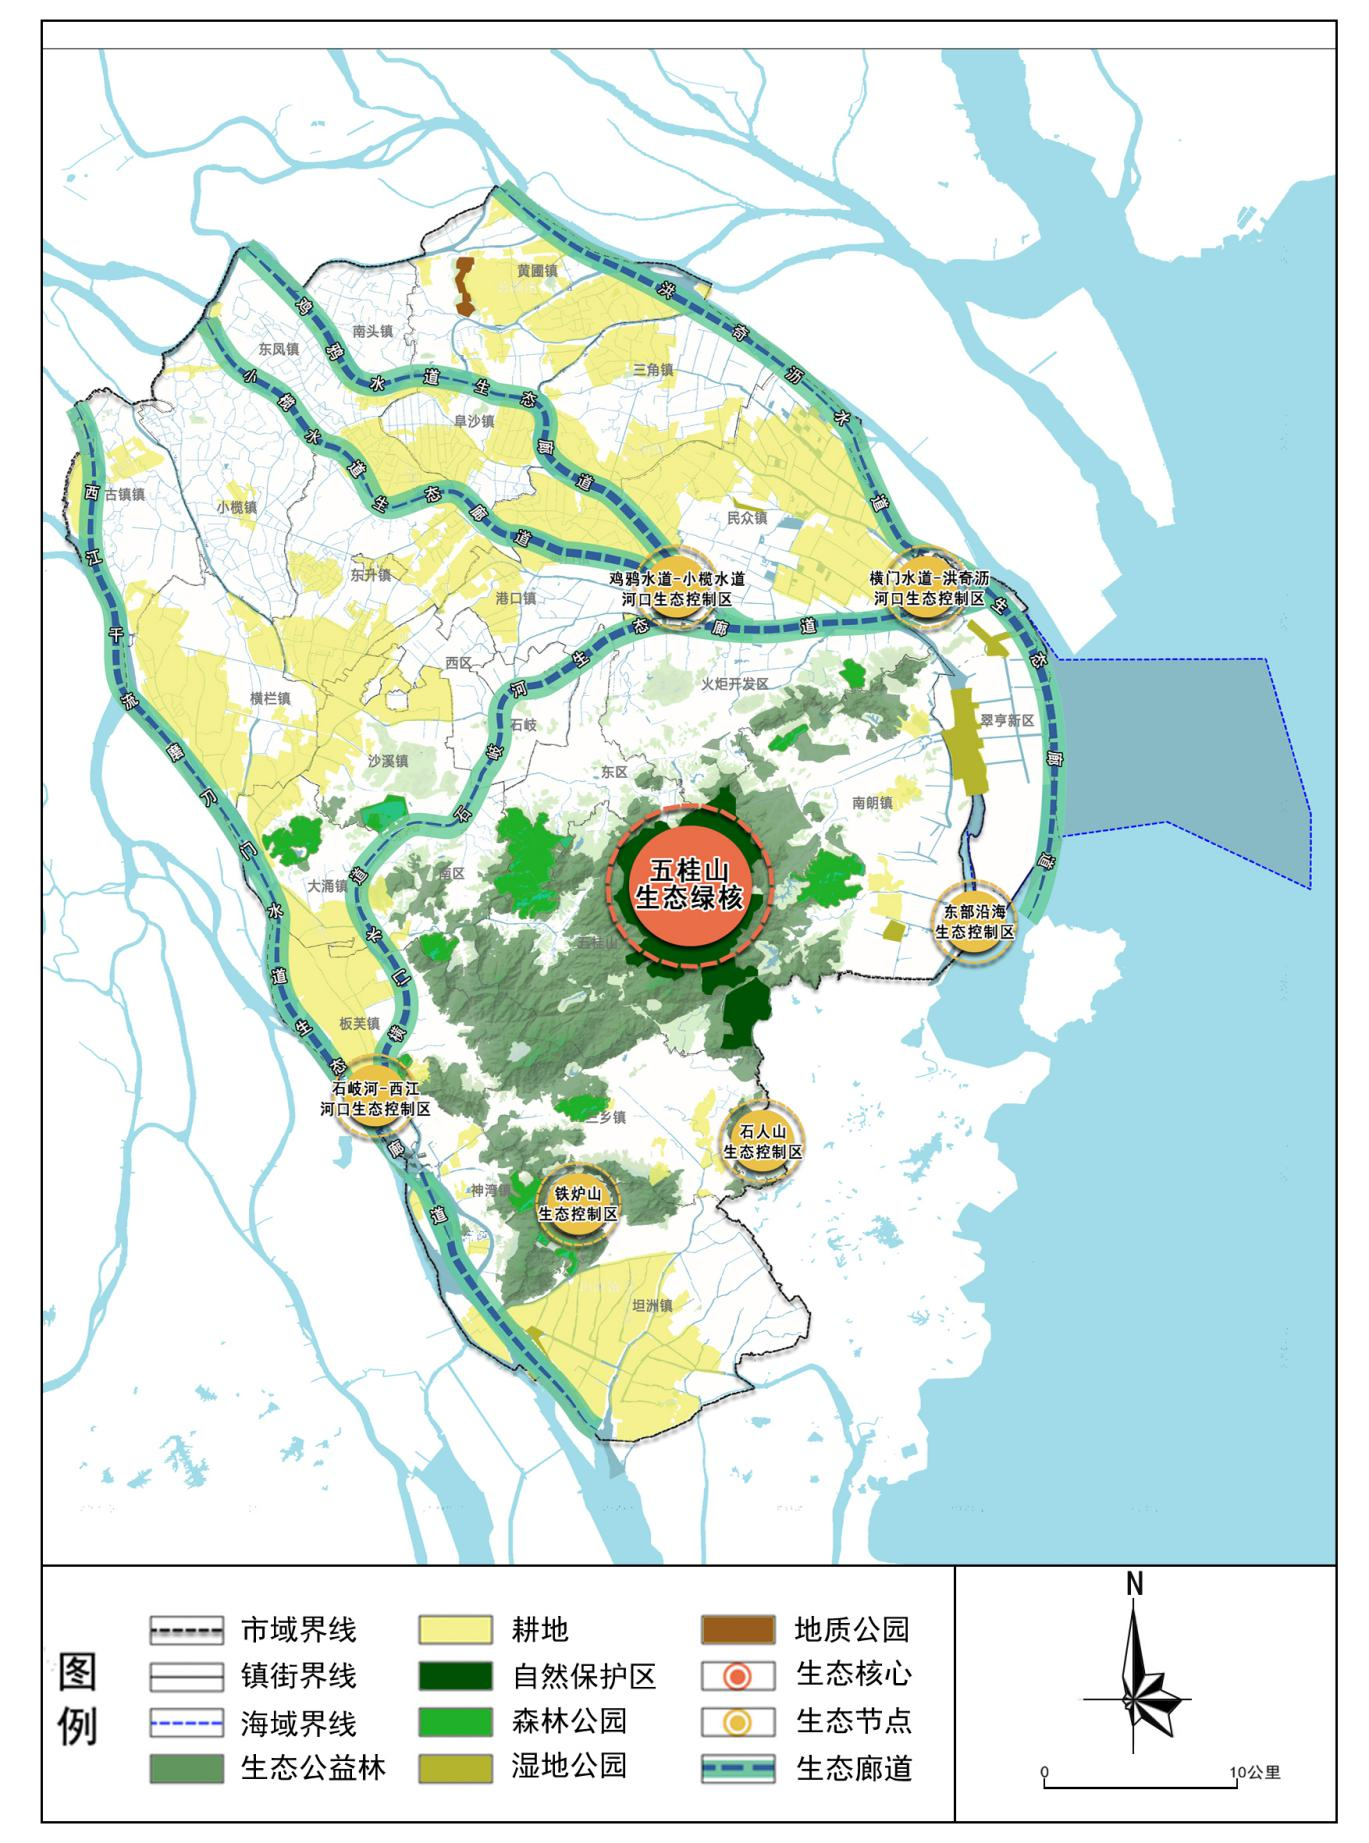 黄圃镇
南头镇
东凤镇
三角镇
阜沙镇
古镇镇
小榄镇
民众镇
东升镇
港口镇
西区
火炬开发区
横栏镇
石岐
翠亨新区
沙溪镇
东区
南朗镇
南区
大涌镇
五桂山
板芙镇
三乡镇
神湾镇
坦洲镇
洪奇沥水道生态廊道
鸡鸦水道生态廊道
小榄水道生态廊道
西江干流磨刀门水道生态廊道
横门水道石岐河生态廊道
鸡鸦水道-小榄水道
河口生态控制区
横门水道-洪奇沥
河口生态控制区
五桂山
生态绿核
东部沿海
生态控制区
石岐河-西江
河口生态控制区
石人山
生态控制区
铁炉山
生态控制区
图例
市域界线
镇街界线
海域界线
生态公益林
耕地
自然保护区
森林公园
湿地公园
地质公园
生态核心
生态节点
生态廊道
N
0 10公里